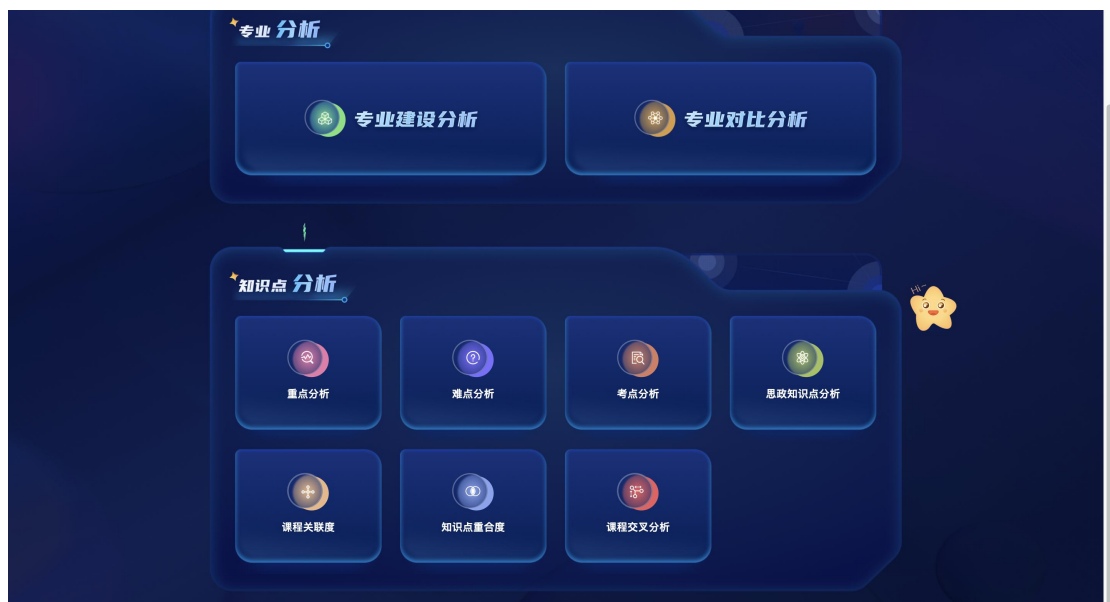 专业 分析
专业建设分析
专业对比分析
知识点 分析
Hi~
重点分析
难点分析
考点分析
思政知识点分析
课程关联度
知识点重合度
课程交叉分析